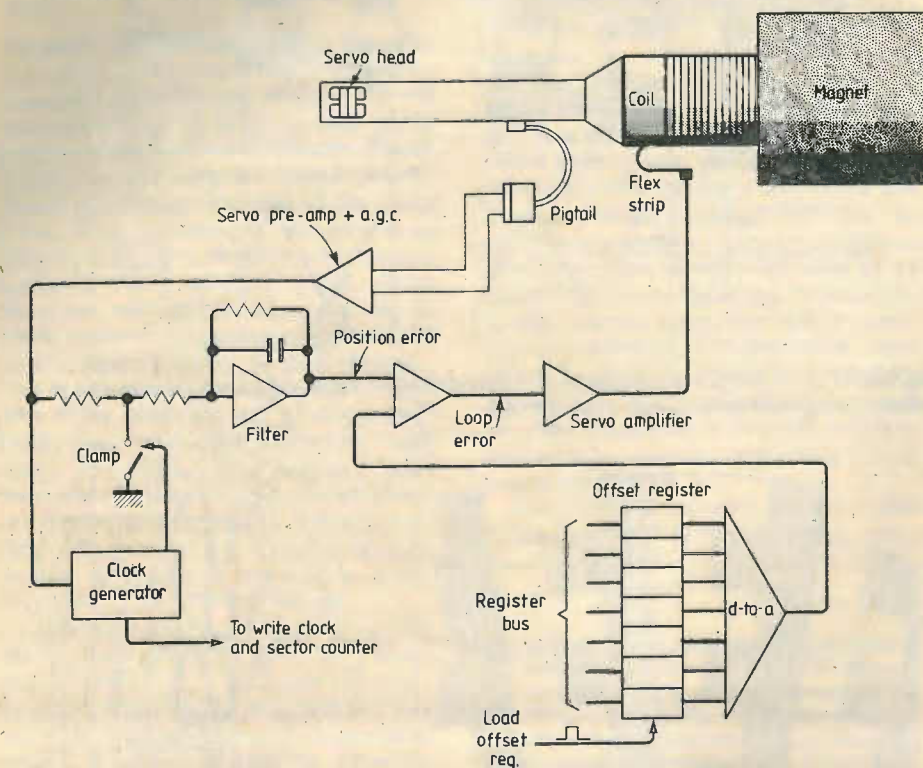 Servo head
Coil
Magnet
Flex
strip
Pigtail
Servo pre-amp + a.g.c.
Position error
Filter
Loop
error
Servo amplifier
Clamp
Offset register
Clock
generator
Register
bus
d-to-a
To write clock
and sector counter
Load
offset
reg.